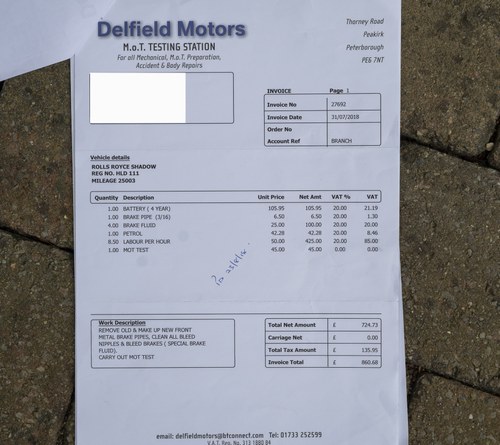 Delfield Motors
M.o.T. TESTING STATION
For all Mechanical, M.o.T. Preparation,
Accident & Body Repairs
Thorney Road
Peakirk
Peterborough
PE6 7NT
INVOICE Page 1
Invoice No 27692
Invoice Date 31/07/2018
Order No
Account Ref BRANCH
Vehicle details
ROLLS ROYCE SHADOW
REG NO. HLD 111
MILEAGE 25003
Quantity Description Unit Price Net Amt VAT % VAT
1.00 BATTERY ( 4 YEAR) 105.95 105.95 20.00 21.19
1.00 BRAKE PIPE (3/16) 6.50 6.50 20.00 1.30
4.00 BRAKE FLUID 25.00 100.00 20.00 20.00
1.00 PETROL 42.28 42.28 20.00 8.46
8.50 LABOUR PER HOUR 50.00 425.00 20.00 85.00
1.00 MOT TEST 45.00 45.00 0.00 0.00
Work Description
REMOVE OLD & MAKE UP NEW FRONT
METAL BRAKE PIPES, CLEAN ALL BLEED
NIPPLES & BLEED BRAKES ( SPECIAL BRAKE
FLUID).
CARRY OUT MOT TEST
Total Net Amount £ 724.73
Carriage Net £ 0.00
Total Tax Amount £ 135.95
Invoice Total £ 860.68
email: delfieldmotors@btconnect.com Tel: 01733 252599
V.A.T. Reg. No. 313 1880 84